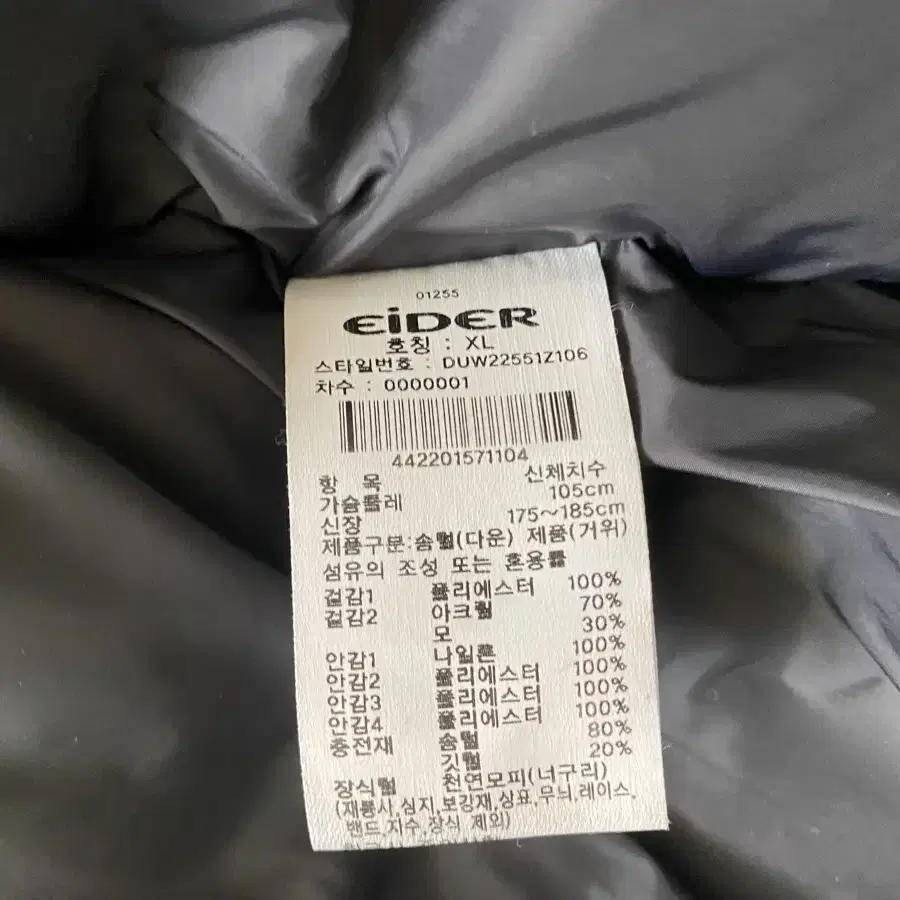 01255
EiDER
호칭 : XL
스타일번호 : DUW22551Z106
차수 : 0000001
442201571104
항 목 신체치수
가슴둘레 105cm
신장 175~185cm
제품구분:솜털(다운) 제품(거위)
섬유의 조성 또는 혼용률
겉감1 폴리에스터 100%
겉감2 아크릴 70%
모 30%
안감1 나일론 100%
안감2 폴리에스터 100%
안감3 폴리에스터 100%
안감4 폴리에스터 100%
충전재 솜털 80%
깃털 20%
장식털 천연모피(너구리)
(재봉사,심지,보강재,상표,무늬,레이스,
밴드,자수,장식 제외)